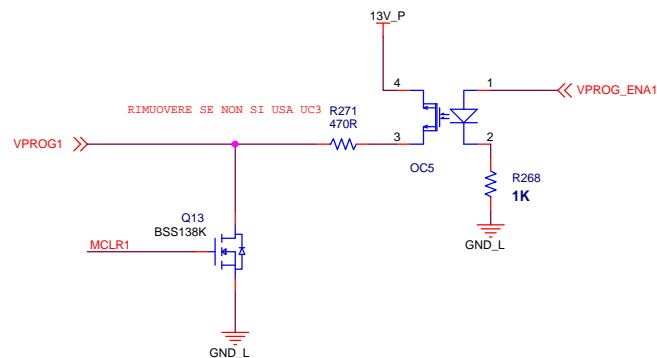 13V_P
4
1
VPROG_ENA1
RIMUOVERE SE NON SI USA UC3
R271
470R
VPROG1
3
2
OC5
R268
1K
Q13
BSS138K
GND_L
MCLR1
GND_L